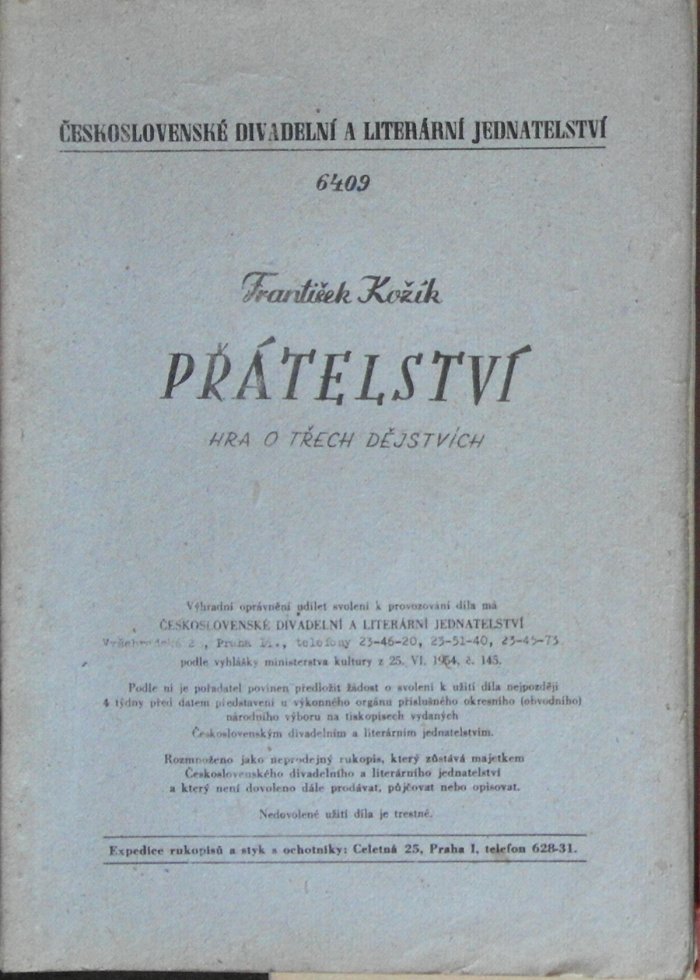 ČESKOSLOVENSKÉ DIVADELNÍ A LITERÁRNÍ JEDNATELSTVÍ
6409
František Kožík
PŘÁTELSTVÍ
HRA O TŘECH DĚJSTVÍCH
Výhradní oprávnění udílet svolení k provozování díla má
ČESKOSLOVENSKÉ DIVADELNÍ A LITERÁRNÍ JEDNATELSTVÍ
Vyšehradská 2 , Praha II., telefony 23-46-20, 23-51-40, 23-45-73
podle vyhlášky ministerstva kultury z 25. VI. 1954, č. 145.
Podle ní je pořadatel povinen předložit žádost o svolení k užití díla nejpozději
4 týdny před datem představení u výkonného orgánu příslušného okresního (obvodního)
národního výboru na tiskopisech vydaných
Československým divadelním a literárním jednatelstvím.
Rozmnoženo jako neprodejný rukopis, který zůstává majetkem
Československého divadelního a literárního jednatelství
a který není dovoleno dále prodávat, půjčovat nebo opisovat.
Nedovolené užití díla je trestné.
Expedice rukopisů a styk s ochotníky: Celetná 25, Praha I, telefon 628-31.